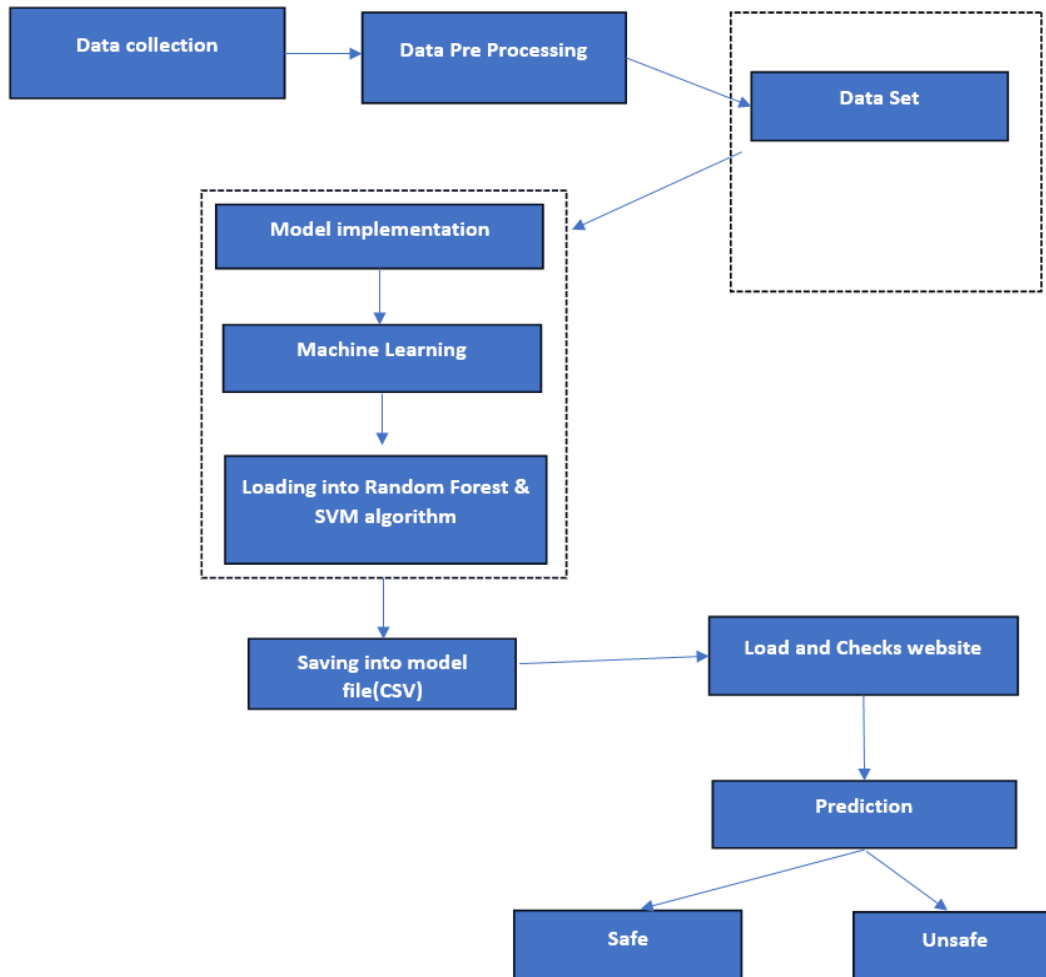 Data collection
Data Pre Processing
Data Set
Model implementation
Machine Learning
Loading into Random Forest &
SVM algorithm
Saving into model
file(CSV)
Load and Checks website
Prediction
Safe
Unsafe